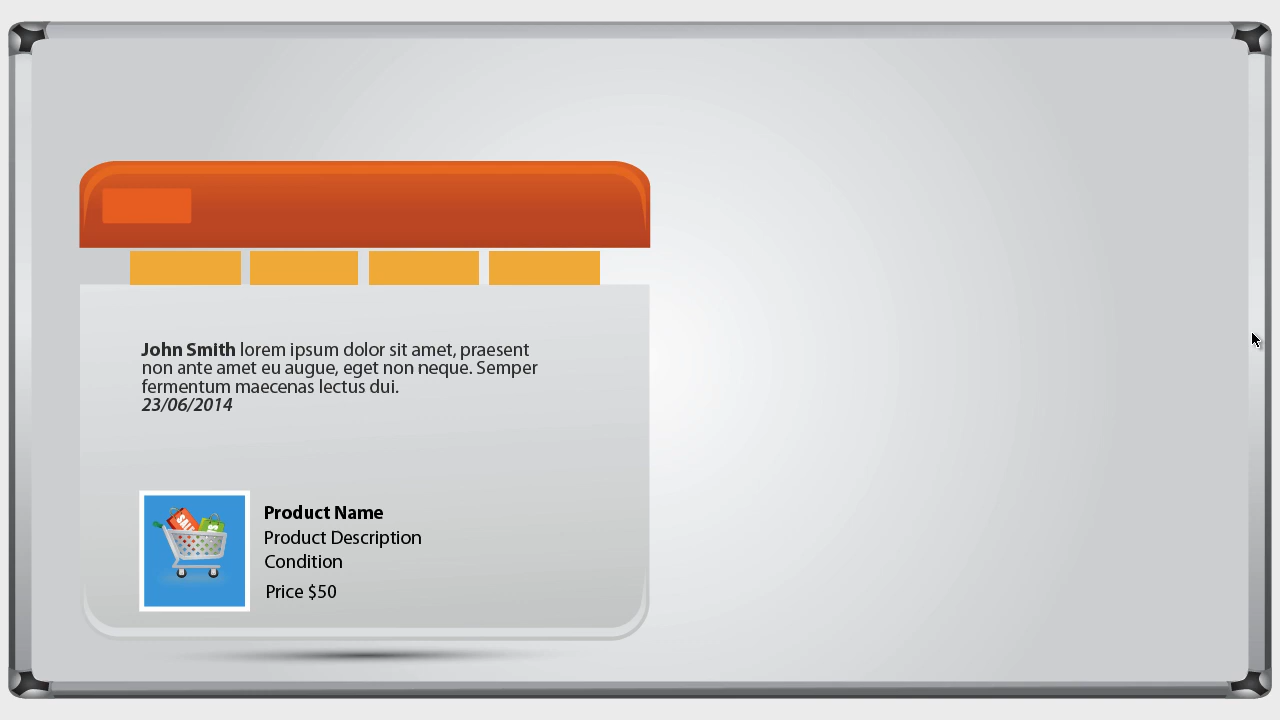 John Smith lorem ipsum dolor sit amet, praesent
non ante amet eu augue, eget non neque. Semper
fermentum maecenas lectus dui.
23/06/2014
Product Name
Product Description
Condition
Price $50